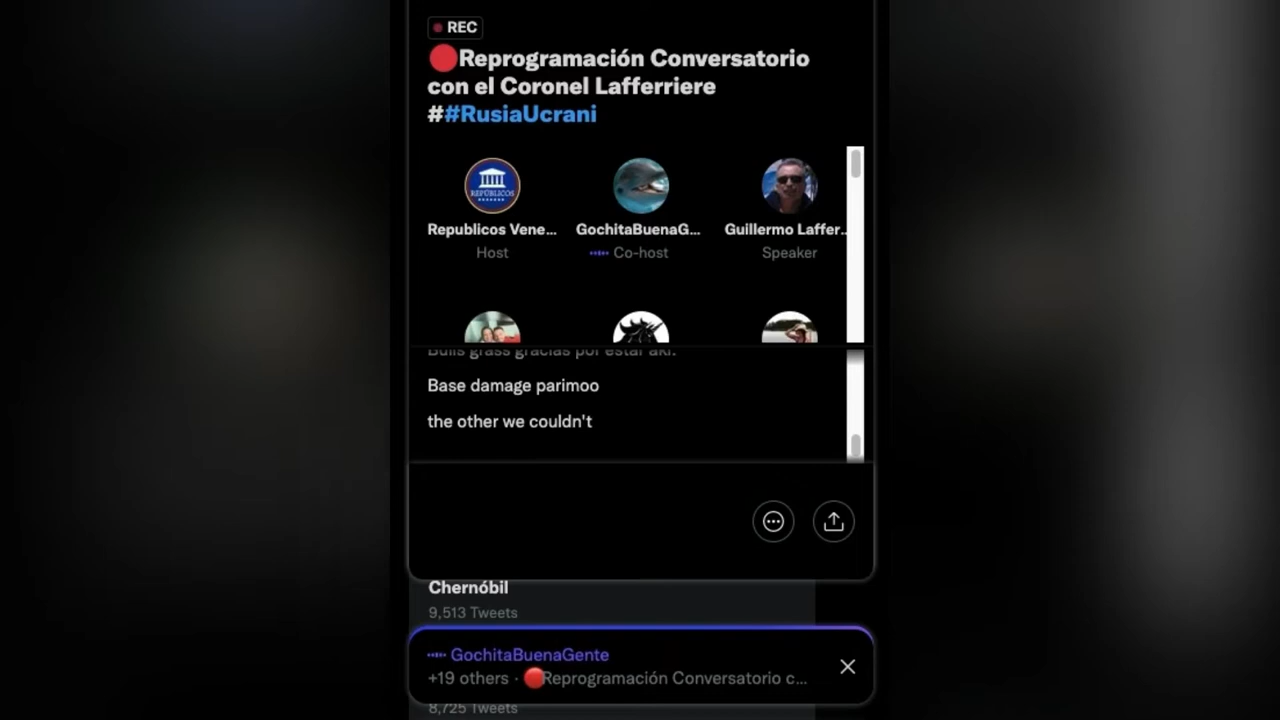 REC
🔴Reprogramación Conversatorio
con el Coronel Lafferriere
##RusiaUcrani
REPÚBLICOS
Republicos Vene... GochitaBuenaG... Guillermo Laffer..
Host Co-host Speaker
Bulls grass gracias por estar aki.
Base damage parimoo
the other we couldn't
Chernóbil
9,513 Tweets
GochitaBuenaGente
+19 others · 🔴Reprogramación Conversatorio c...
8,725 Tweets